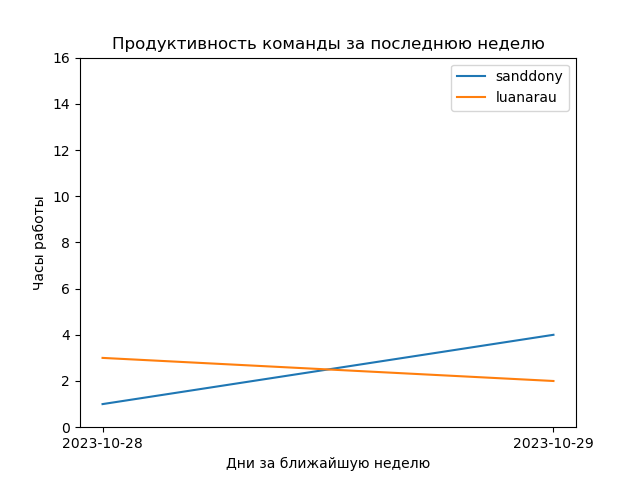 Продуктивность команды за последнюю неделю
sanddony
luanarau
Часы работы
16
14
12
10
8
6
4
2
0
2023-10-28
2023-10-29
Дни за ближайшую неделю